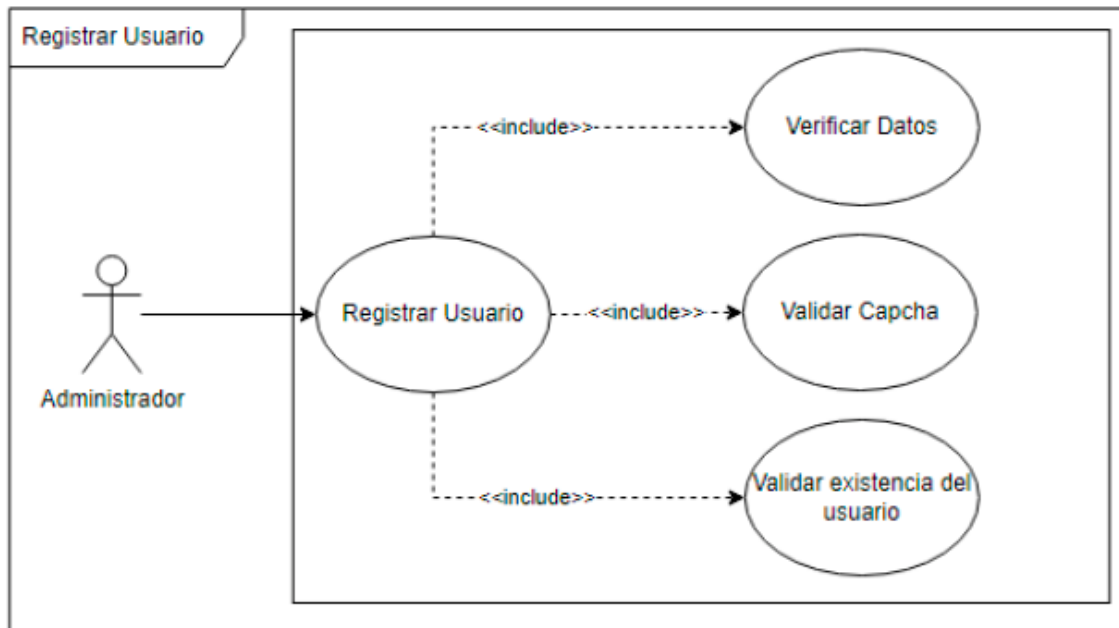 Registrar Usuario
<<include>>
Verificar Datos
Registrar Usuario
<<include>>
Validar Capcha
Administrador
<<include>>
Validar existencia del
usuario